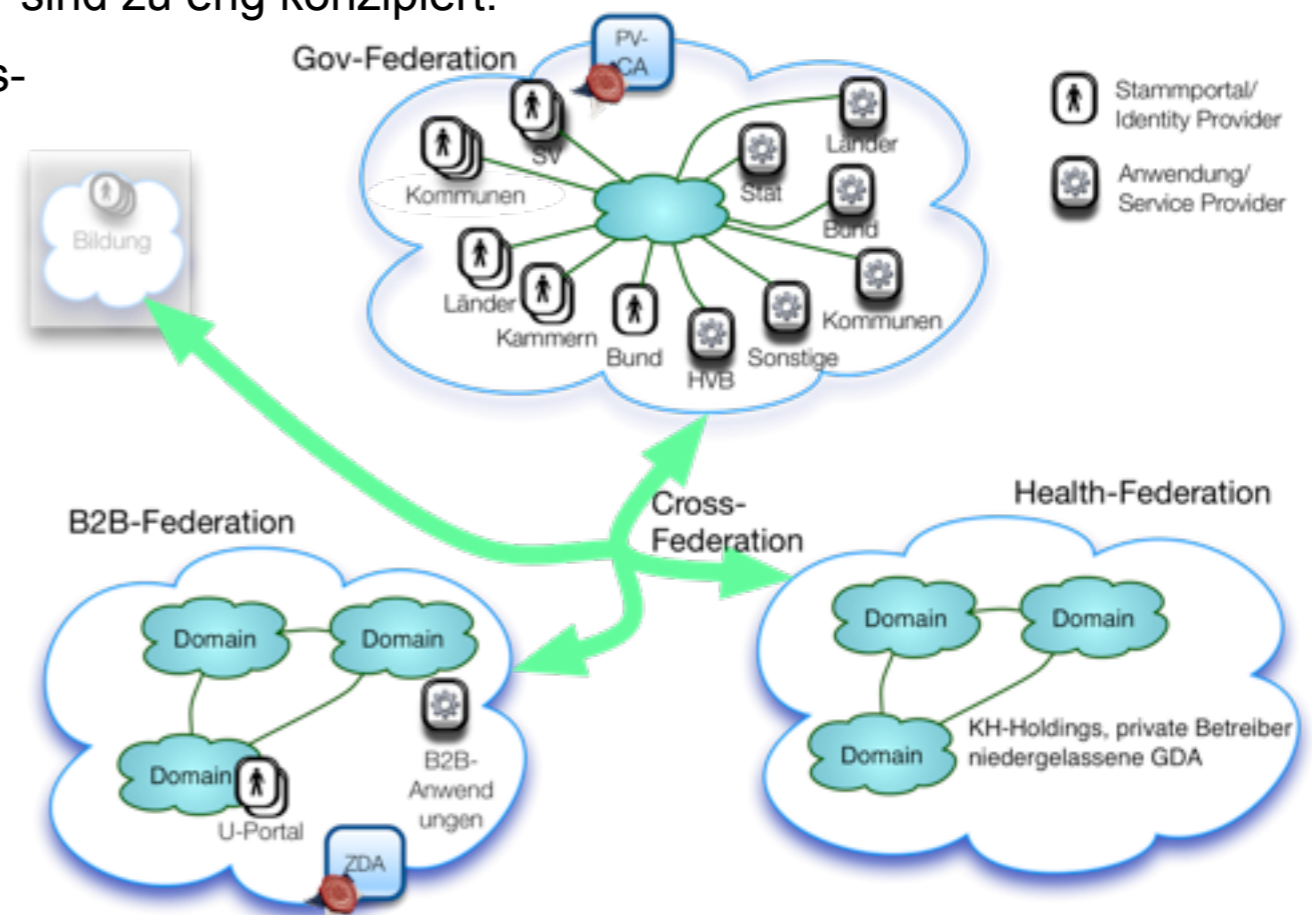 sind zu eng konzipiert.
s-
Gov-Federation
PV-
CA
Stammportal/
Identity Provider
Anwendung/
Service Provider
SV
Kommunen
Länder
Stat
Bund
Bildung
Länder
Kammern
Bund
HVB
Sonstige
Kommunen
Cross-
Federation
B2B-Federation
Domain
Domain
Domain
U-Portal
B2B-
Anwend
ungen
ZDA
Health-Federation
Domain
Domain
Domain
KH-Holdings, private Betreiber
niedergelassene GDA